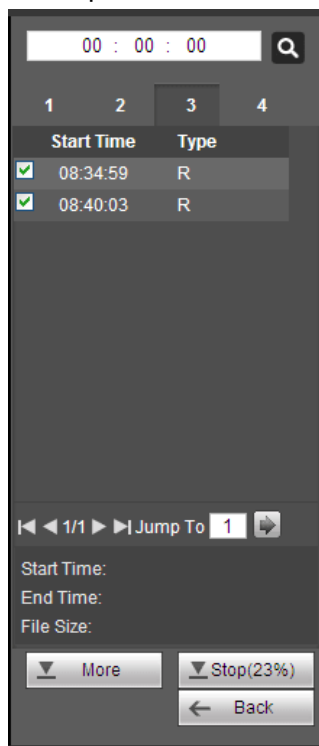 00 : 00 : 00
1 2 3 4
Start Time Type
08:34:59 R
08:40:03 R
1/1 Jump To 1
Start Time:
End Time:
File Size:
More Stop(23%)
Back